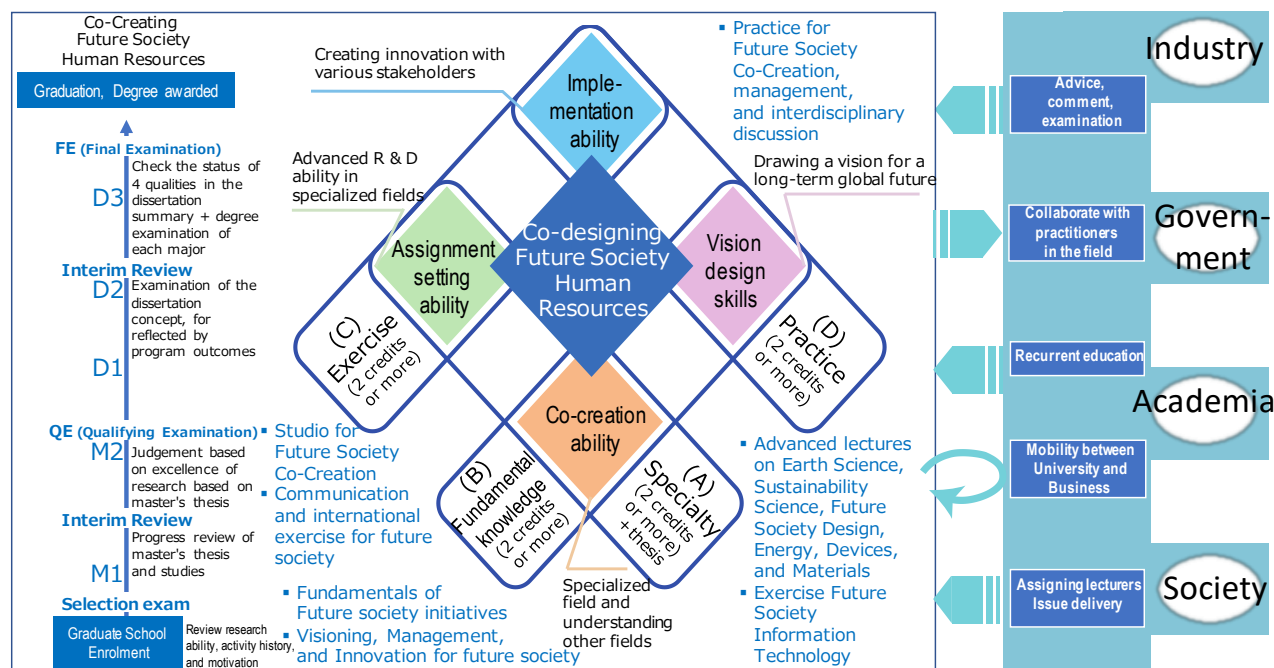 Co-Creating
Future Society
Human Resources
Graduation, Degree awarded
FE (Final Examination)
Check the status of
4 qualities in the
dissertation
summary + degree
examination of
each major
D3
Interim Review
D2
Examination of the
dissertation
concept, for
reflected by
program outcomes
D1
QE (Qualifying Examination)
M2
Judgement based
on excellence of
research based on
master's thesis
Interim Review
Progress review of
master's thesis
and studies
M1
Selection exam
Graduate School
Enrolment
Review research
ability, activity history,
and motivation
Creating innovation with
various stakeholders
Advanced R & D
ability in
specialized fields
Imple-
mentation
ability
Assignment
setting
ability
Co-designing
Future Society
Human
Resources
Vision
design
skills
Co-creation
ability
(C)
Exercise
(2 credits
or more)
(B)
Fundamental
knowledge
(2 credits
or more)
(A)
Specialty
(2 credits
or more)
+thesis
(D)
Practice
(2 credits
or more)
▪ Practice for
Future Society
Co-Creation,
management,
and interdisciplinary
discussion
Drawing a vision for a
long-term global future
▪ Studio for
Future Society
Co-Creation
▪ Communication
and international
exercise for future
society
▪ Fundamentals of
Future society initiatives
▪ Visioning, Management,
and Innovation for future society
Specialized
field and
understanding
other fields
▪ Advanced lectures
on Earth Science,
Sustainability
Science, Future
Society Design,
Energy, Devices,
and Materials
▪ Exercise Future
Society
Information
Technology
Industry
Advice,
comment,
examination
Govern-
ment
Collaborate with
practitioners
in the field
Recurrent education
Academia
Mobility between
University and
Business
Society
Assigning lecturers
Issue delivery